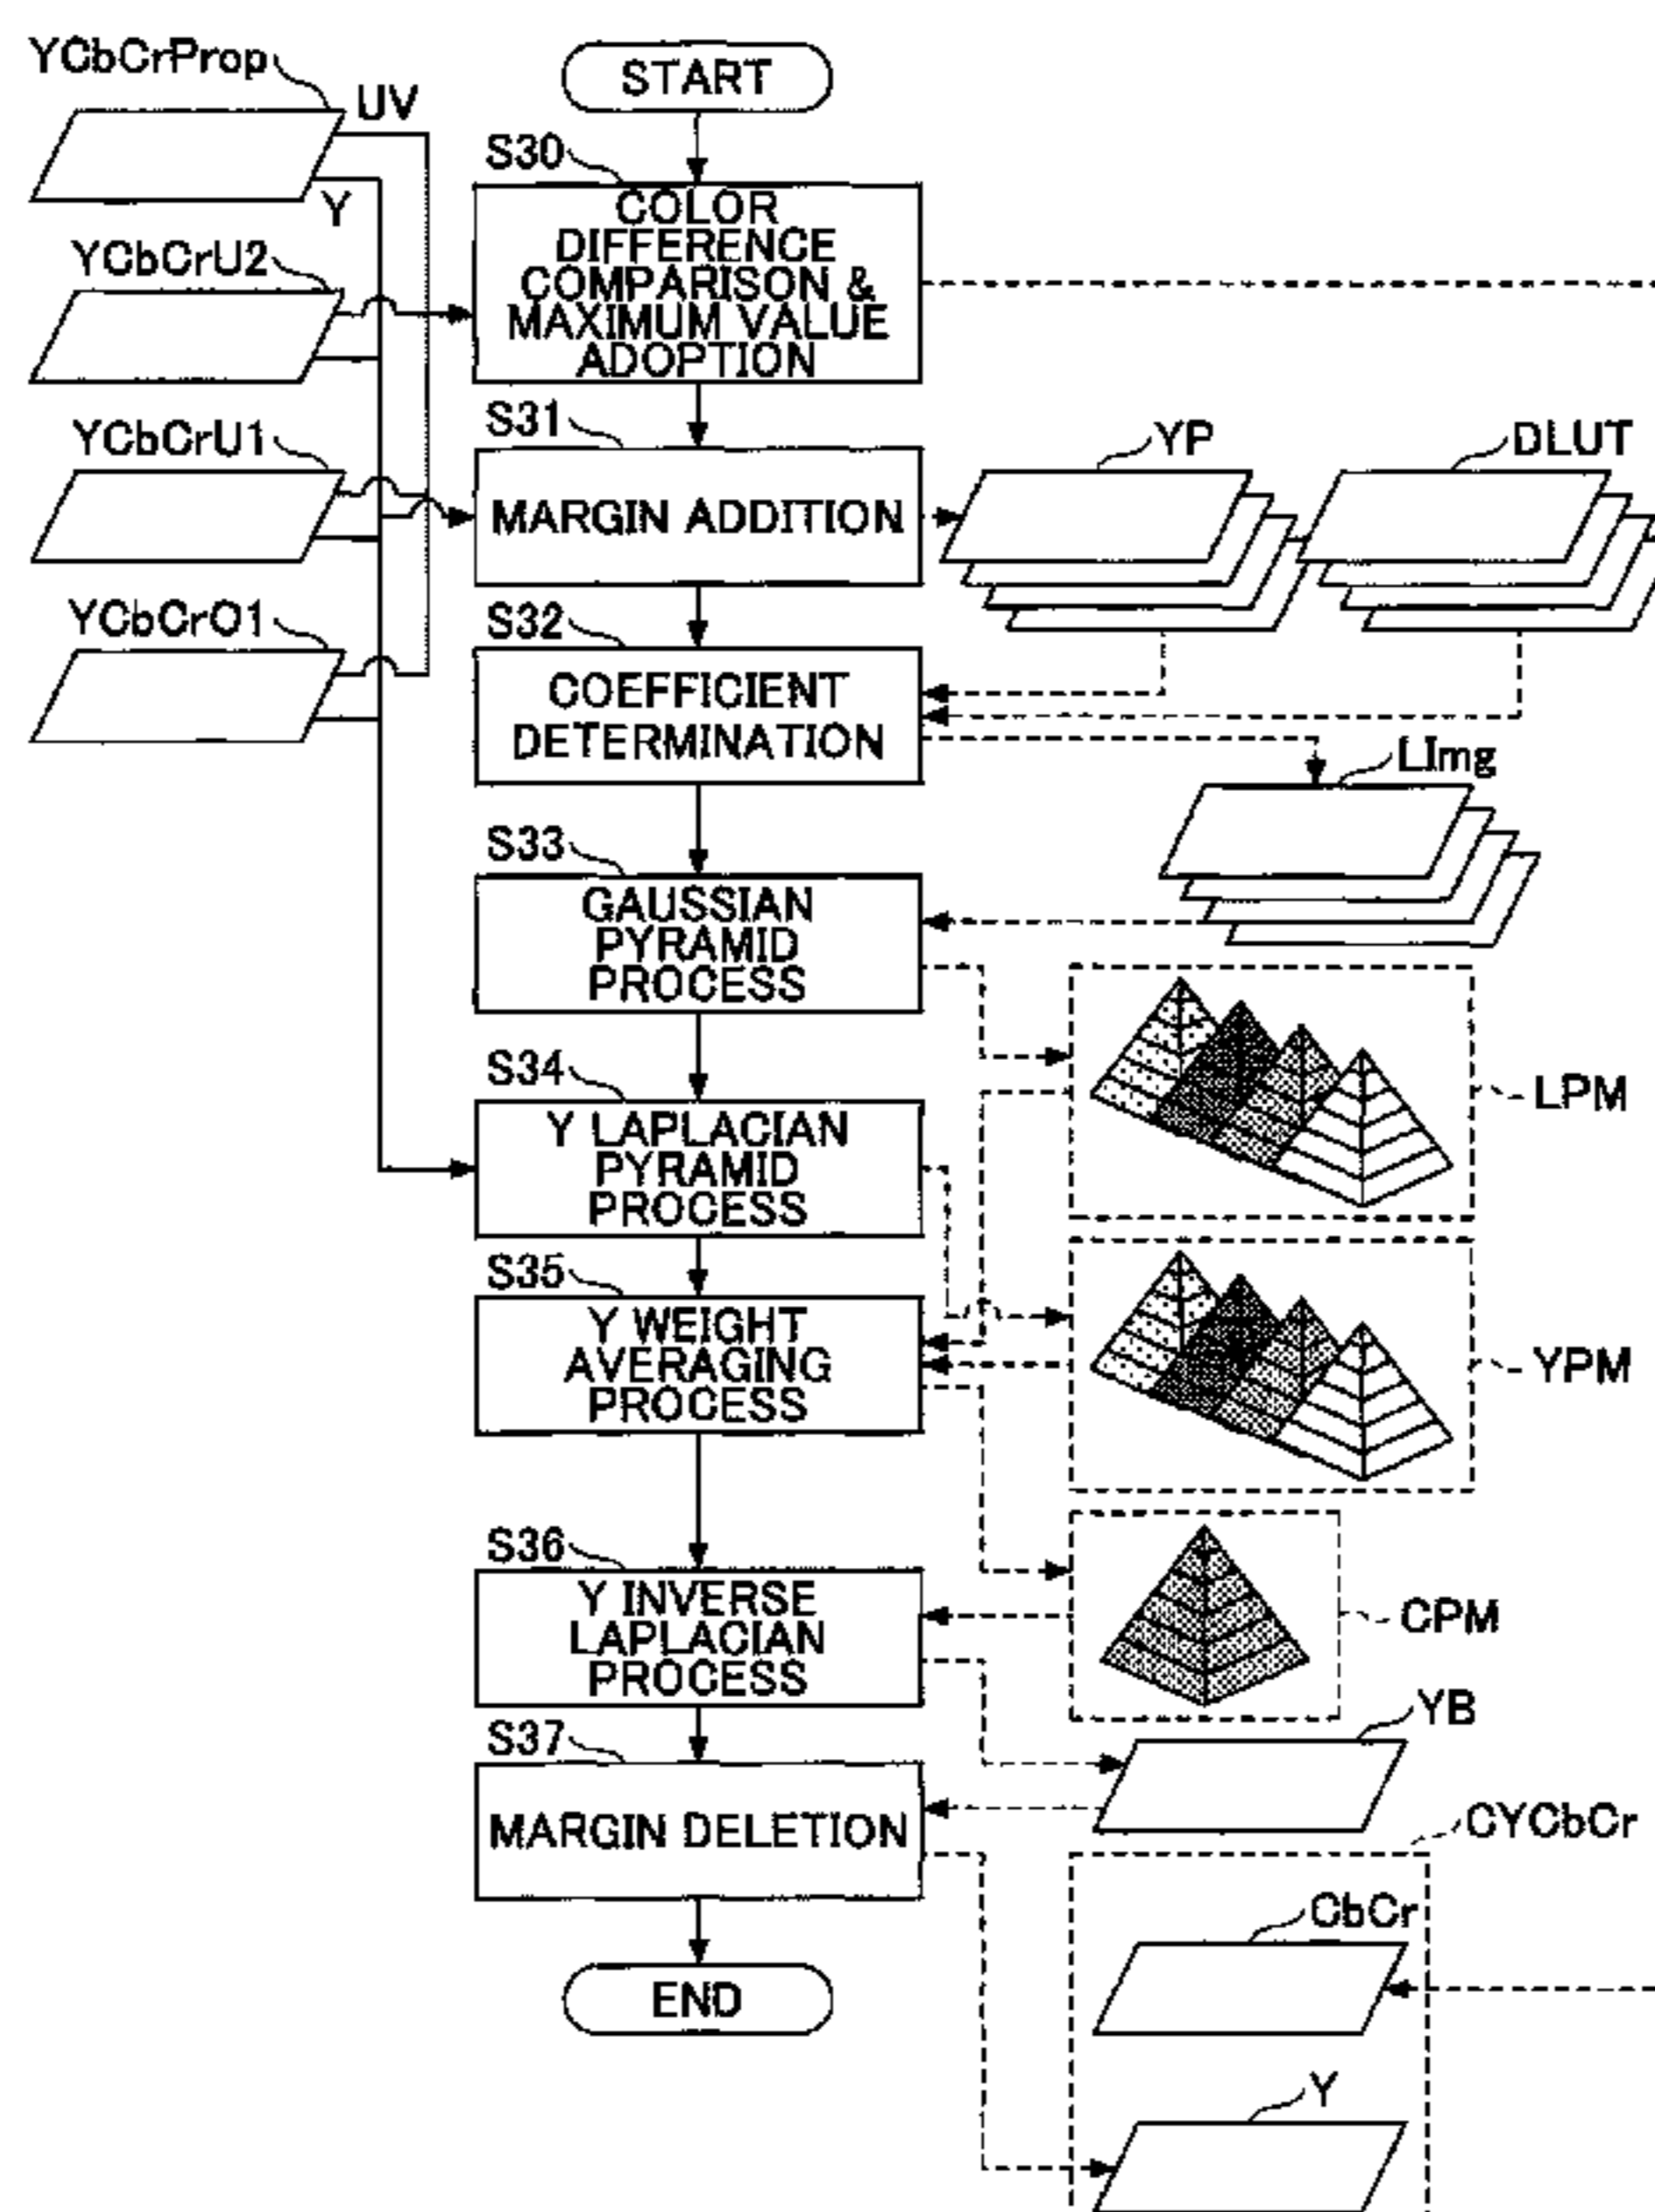 YCbCrProp
UV
Y
YCbCrU2
YCbCrU1
YCbCrO1
START
S30
COLOR
DIFFERENCE
COMPARISON &
MAXIMUM VALUE
ADOPTION
S31
MARGIN ADDITION
YP
DLUT
S32
COEFFICIENT
DETERMINATION
LImg
S33
GAUSSIAN
PYRAMID
PROCESS
LPM
S34
Y LAPLACIAN
PYRAMID
PROCESS
S35
Y WEIGHT
AVERAGING
PROCESS
YPM
S36
Y INVERSE
LAPLACIAN
PROCESS
CPM
YB
S37
MARGIN DELETION
CYCbCr
CbCr
END
Y